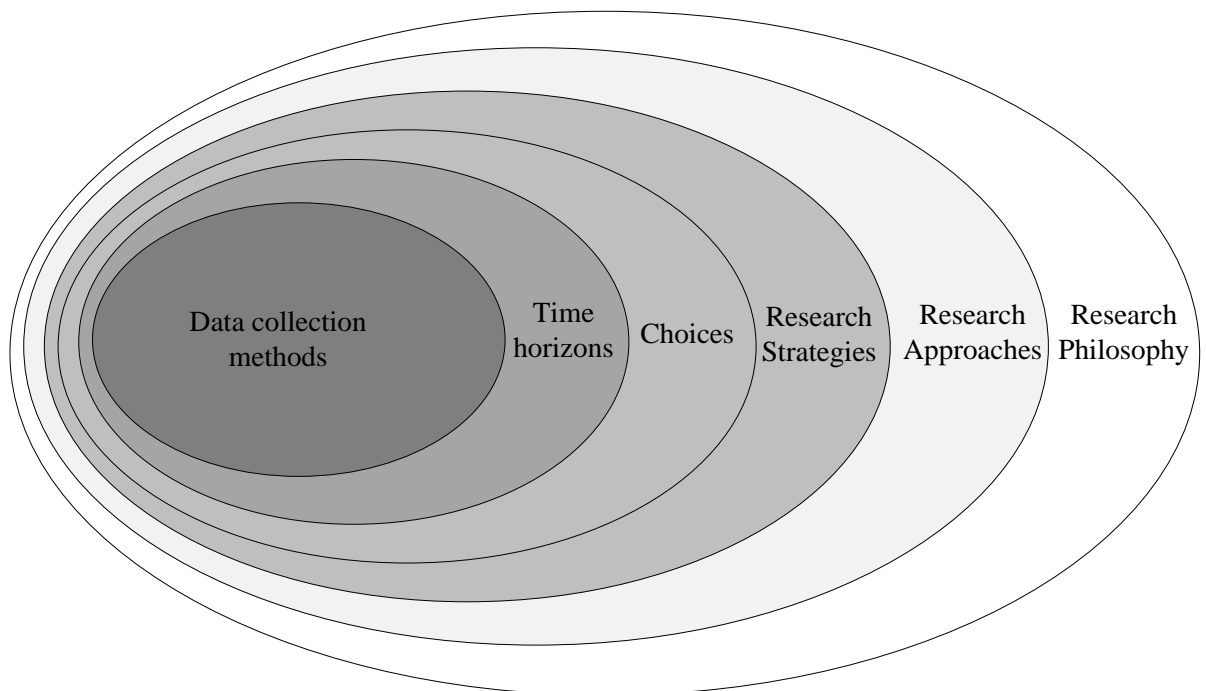 Data collection
methods
Time
horizons
Choices
Research
Strategies
Research
Approaches
Research
Philosophy